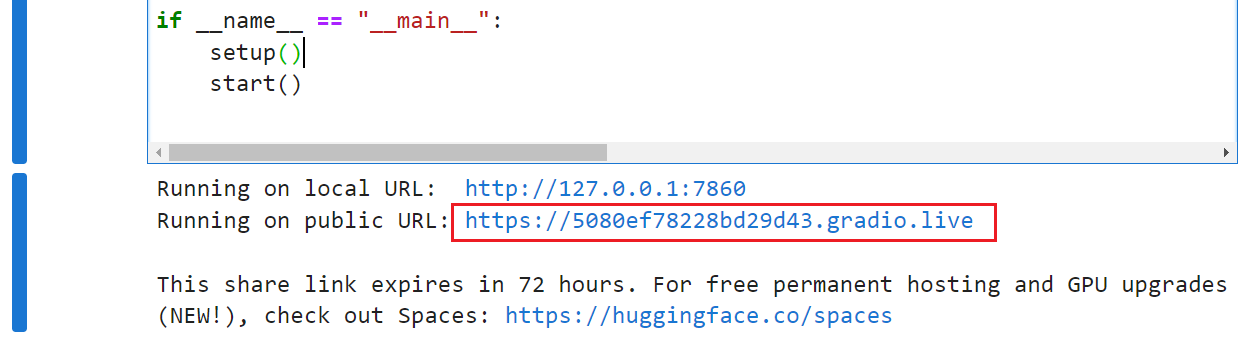 if __name__ == "__main__":
    setup()
    start()
Running on local URL:  http://127.0.0.1:7860
Running on public URL: https://5080ef78228bd29d43.gradio.live
This share link expires in 72 hours. For free permanent hosting and GPU upgrades
(NEW!), check out Spaces: https://huggingface.co/spaces